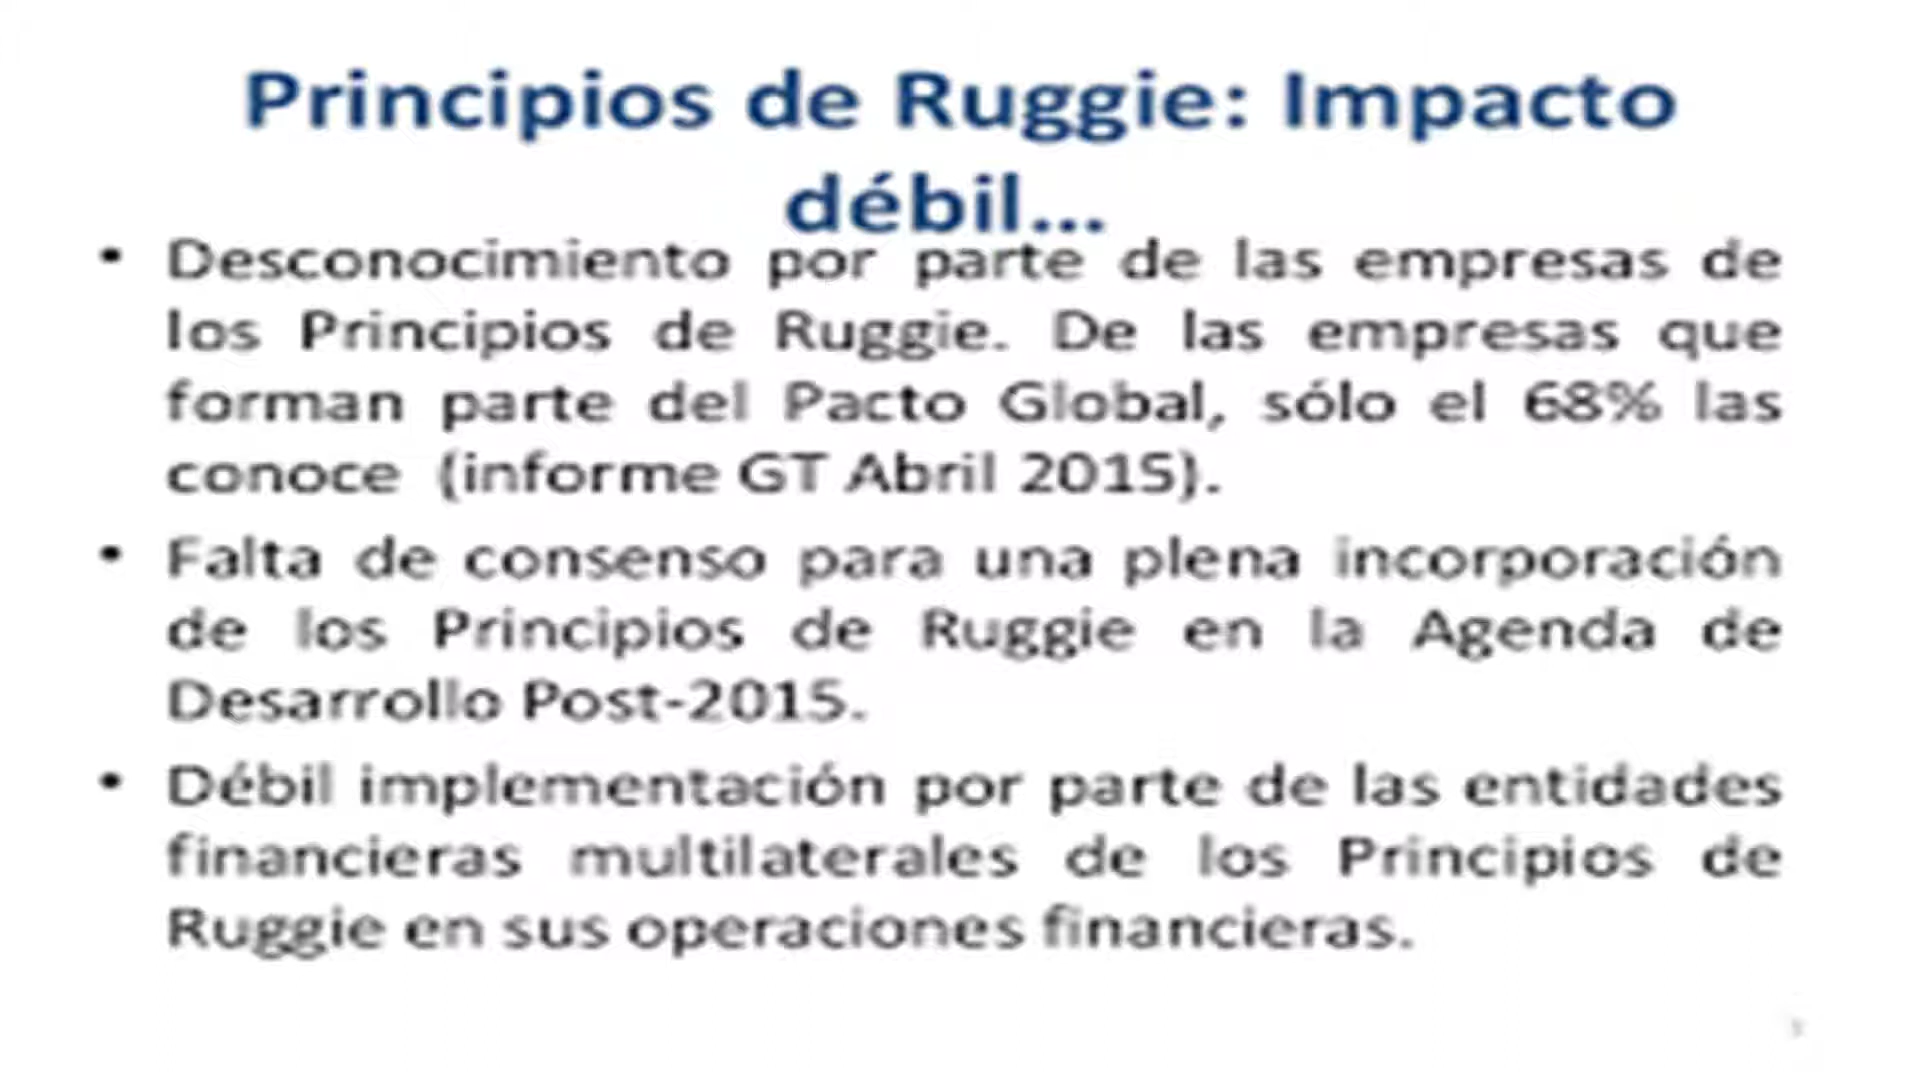 Principios de Ruggie: Impacto
débil...
• Desconocimiento por parte de las empresas de
los Principios de Ruggie. De las empresas que
forman parte del Pacto Global, sólo el 68% las
conoce (informe GT Abril 2015).
• Falta de consenso para una plena incorporación
de los Principios de Ruggie en la Agenda de
Desarrollo Post-2015.
• Débil implementación por parte de las entidades
financieras multilaterales de los Principios de
Ruggie en sus operaciones financieras.